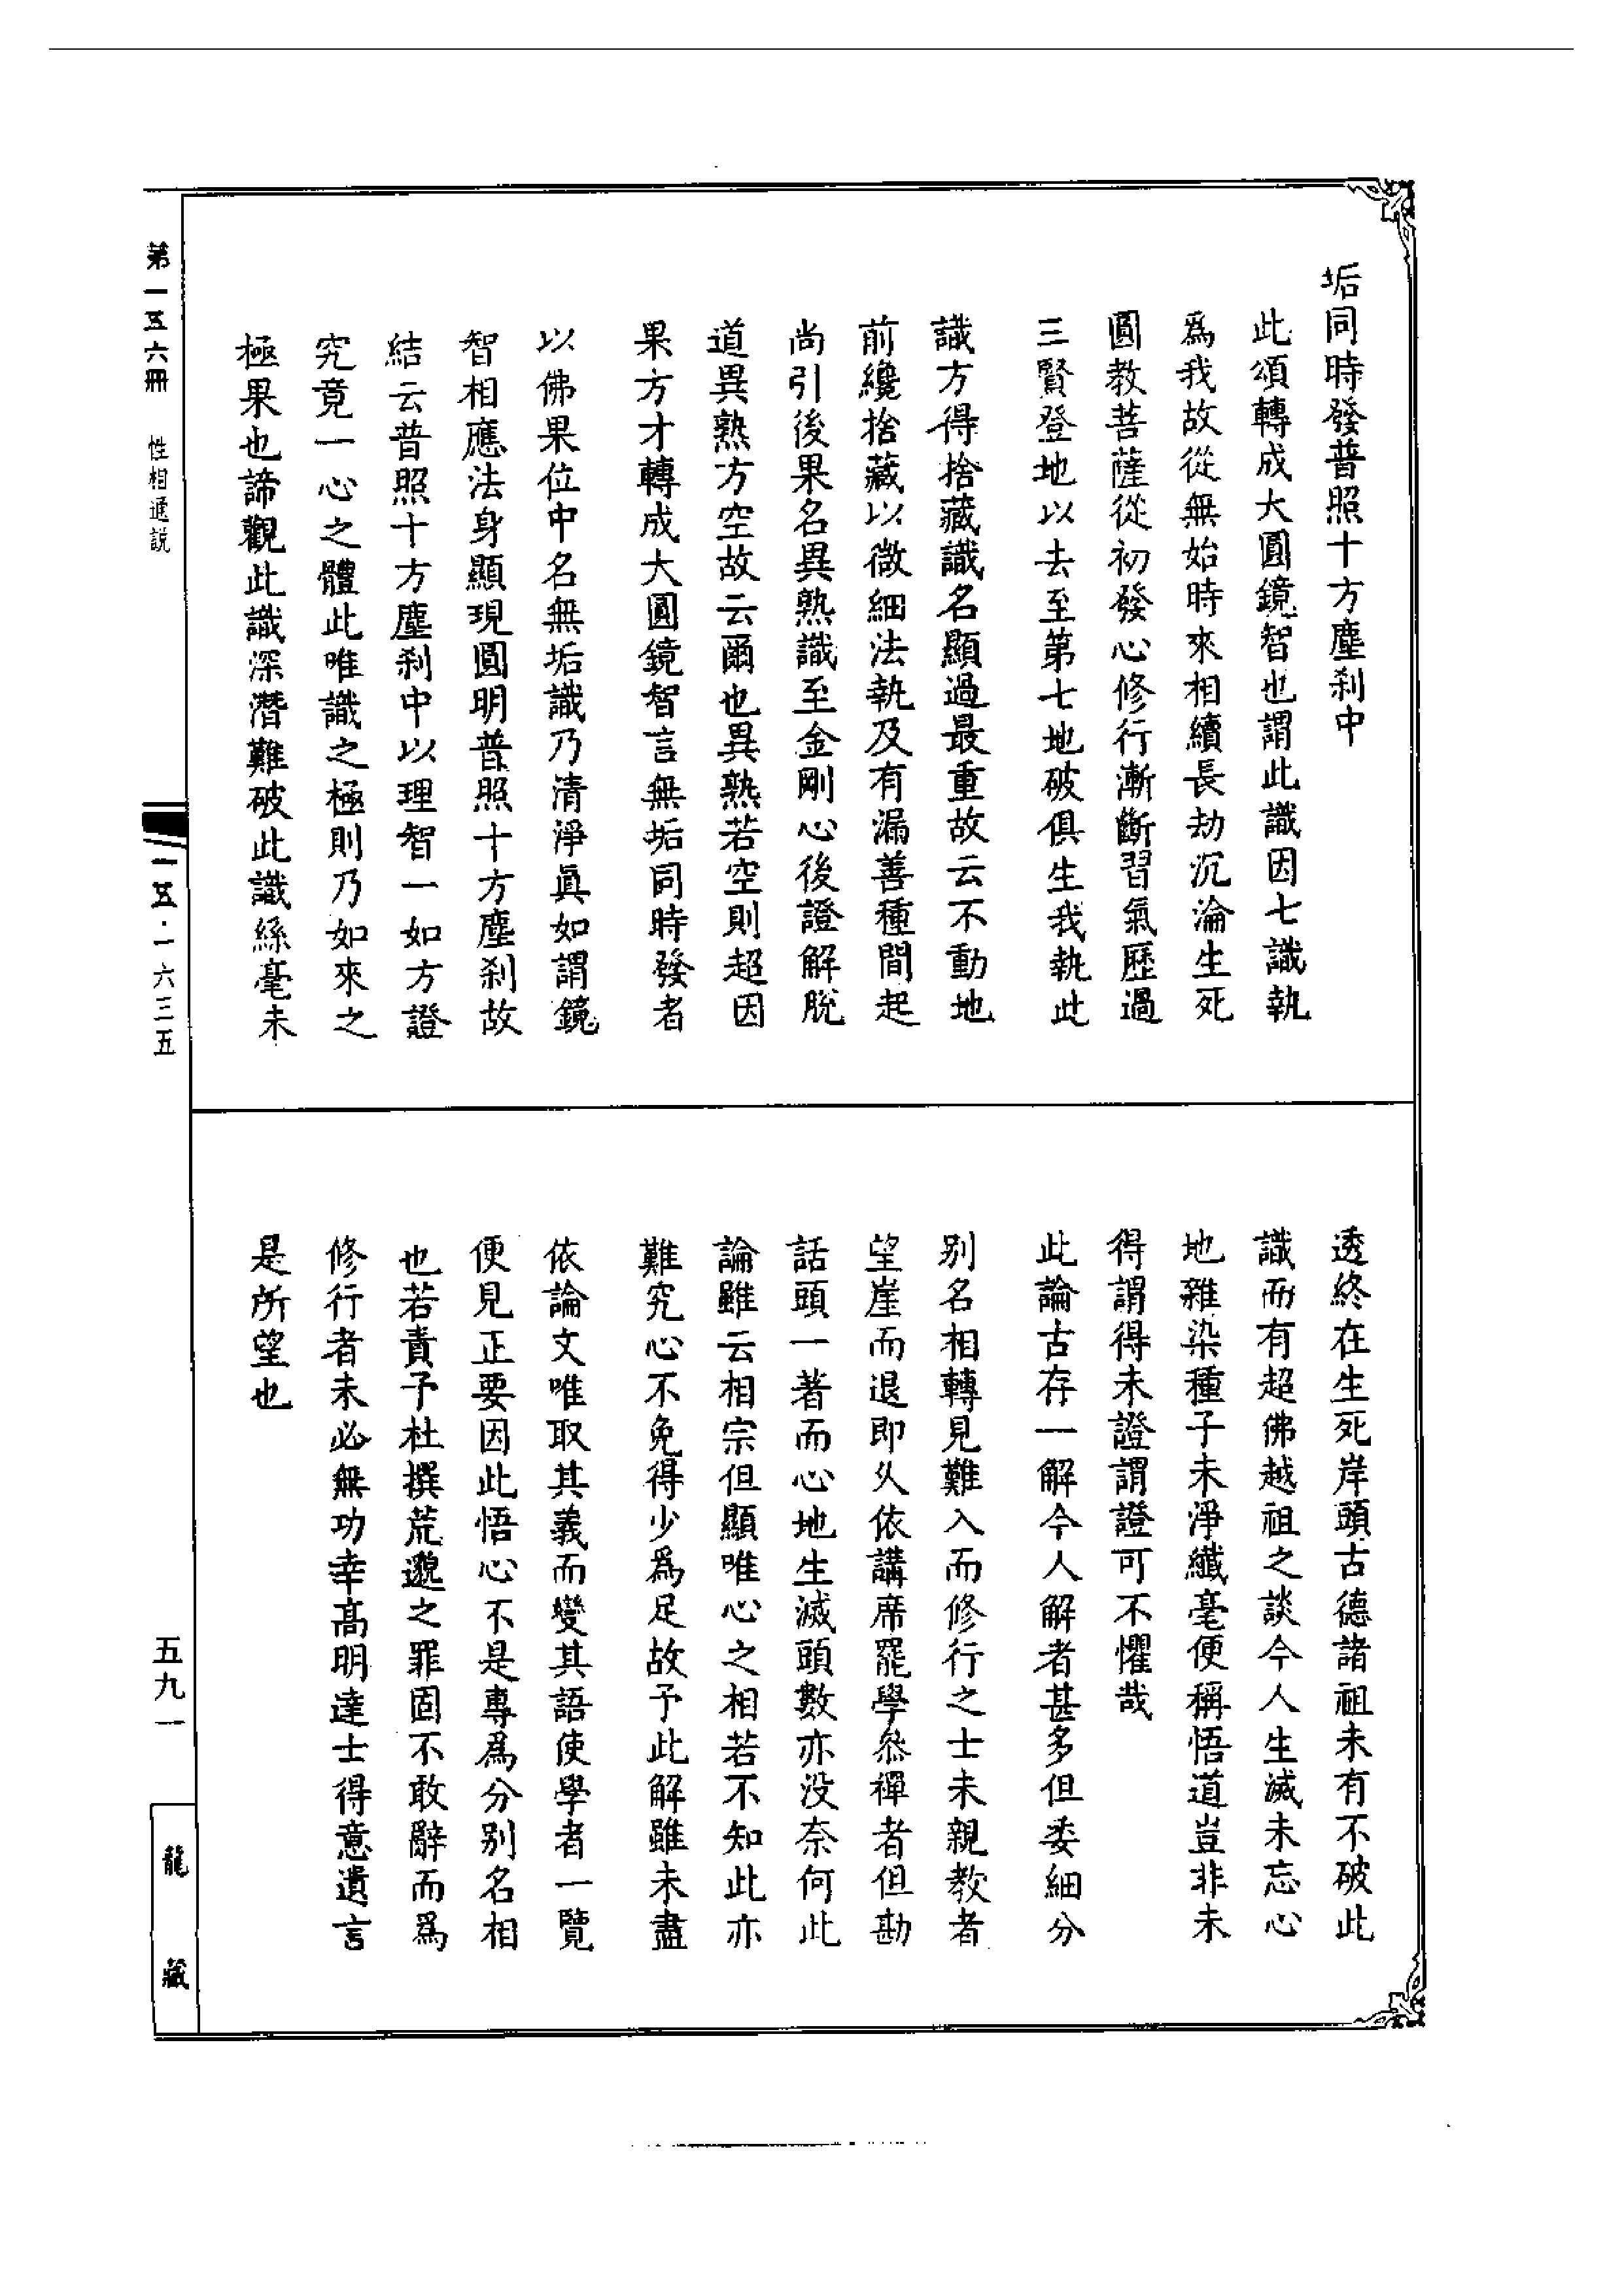 垢同時發普照十方塵刹中
此頌轉成大圓鏡智也謂此識因七識執
爲我故從無始時來相續長劫沉淪生死
圓教菩薩從初發心修行漸斷習氣歷過
三賢登地以去至第七地破俱生我執此
識方得捨藏識名顯過最重故云不動地
前纔捨藏以微細法執及有漏善種間起
尚引後果名異熟識至金剛心後證解脫
道異熟方空故云爾也異熟若空則超因
果方才轉成大圓鏡智言無垢同時發者
以佛果位中名無垢識乃清淨眞如謂鏡
智相應法身顯現圓明普照十方塵刹故
結云普照十方塵刹中以理智一如方證
究竟一心之體此唯識之極則乃如來之
極果也諦觀此識深潛難破此識絲毫未
透終在生死岸頭古德諸祖未有不破此
識而有超佛越祖之談今人生滅未忘心
地雜染種子未淨纖毫便稱悟道豈非未
得謂得未證謂證可不懼哉
此論古存一解今人解者甚多但委細分
别名相轉見難入而修行之士未親教者
望崖而退即久依講席罷學叅禪者但勘
話頭一著而心地生滅頭數亦没奈何此
論雖云相宗但顯唯心之相若不知此亦
難究心不免得少爲足故予此解雖未盡
依論文唯取其義而變其語使學者一覽
便見正要因此悟心不是專爲分别名相
也若責予杜撰荒邈之罪固不敢辭而爲
修行者未必無功幸髙明達士得意遺言
是所望也
第一五六冊 性相通説
一五·一六三五
五九一
龍藏